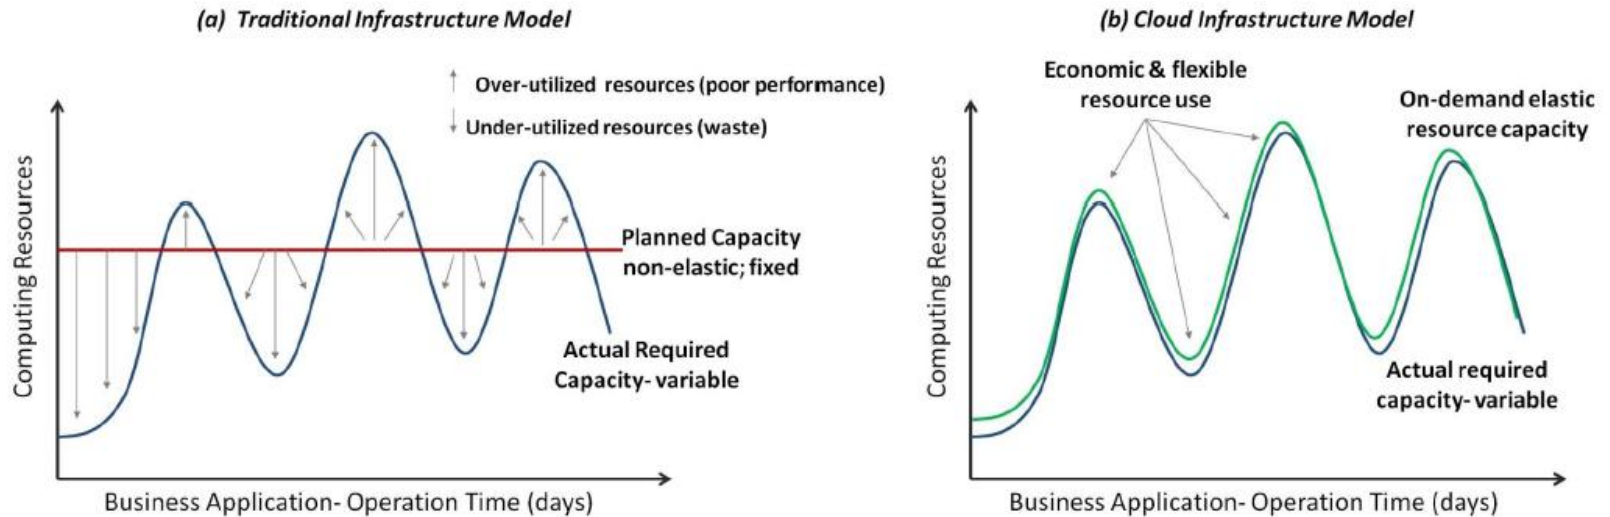 (a) Traditional Infrastructure Model
Over-utilized resources (poor performance)
Under-utilized resources (waste)
Computing Resources
Planned Capacity
non-elastic; fixed
Actual Required
Capacity- variable
Business Application- Operation Time (days)
(b) Cloud Infrastructure Model
Economic & flexible
resource use
On-demand elastic
resource capacity
Computing Resources
Actual required
capacity- variable
Business Application- Operation Time (days)